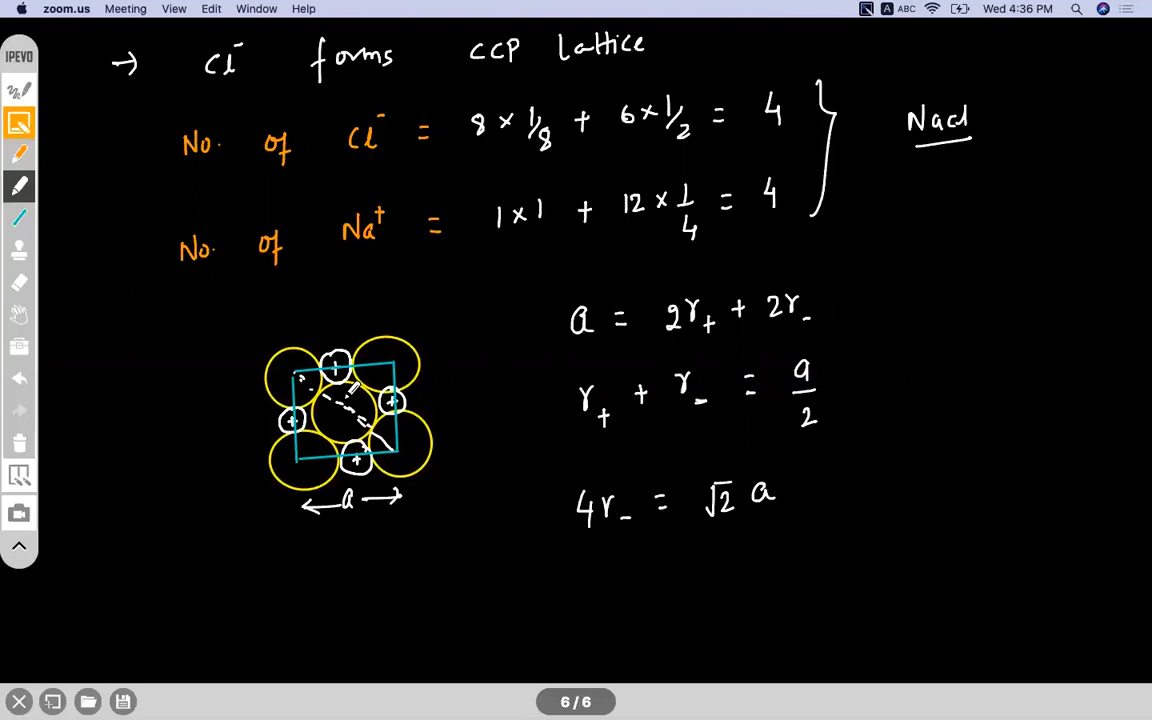 zoom.us Meeting View Edit Window Help A ABC Wed 4:36 PM
IPEVO
→ Cl⁻ forms CCP lattice
No. of Cl⁻ = 8 × 1/8 + 6 × 1/2 = 4
Nacl
No. of Na⁺ = 1 × 1 + 12 × 1/4 = 4
a = 2r₊ + 2r₋
r₊ + r₋ = a/2
+
+ +
+
← a →
4r₋ = √2 a
6/6